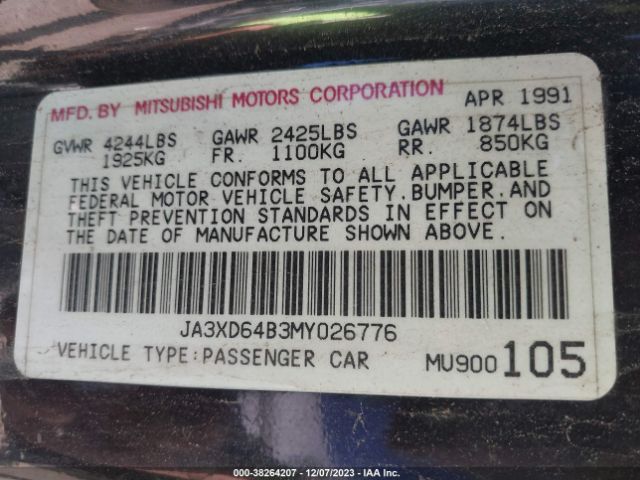 MFD. BY MITSUBISHI MOTORS CORPORATION APR 1991
GVWR 4244LBS GAWR 2425LBS GAWR 1874LBS
1925KG FR. 1100KG RR. 850KG
THIS VEHICLE CONFORMS TO ALL APPLICABLE
FEDERAL MOTOR VEHICLE SAFETY.BUMPER.AND
THEFT PREVENTION STANDARDS IN EFFECT ON
THE DATE OF MANUFACTURE SHOWN ABOVE.
JA3XD64B3MY026776
VEHICLE TYPE:PASSENGER CAR MU900105
000-38264207 - 12/07/2023 - IAA Inc.